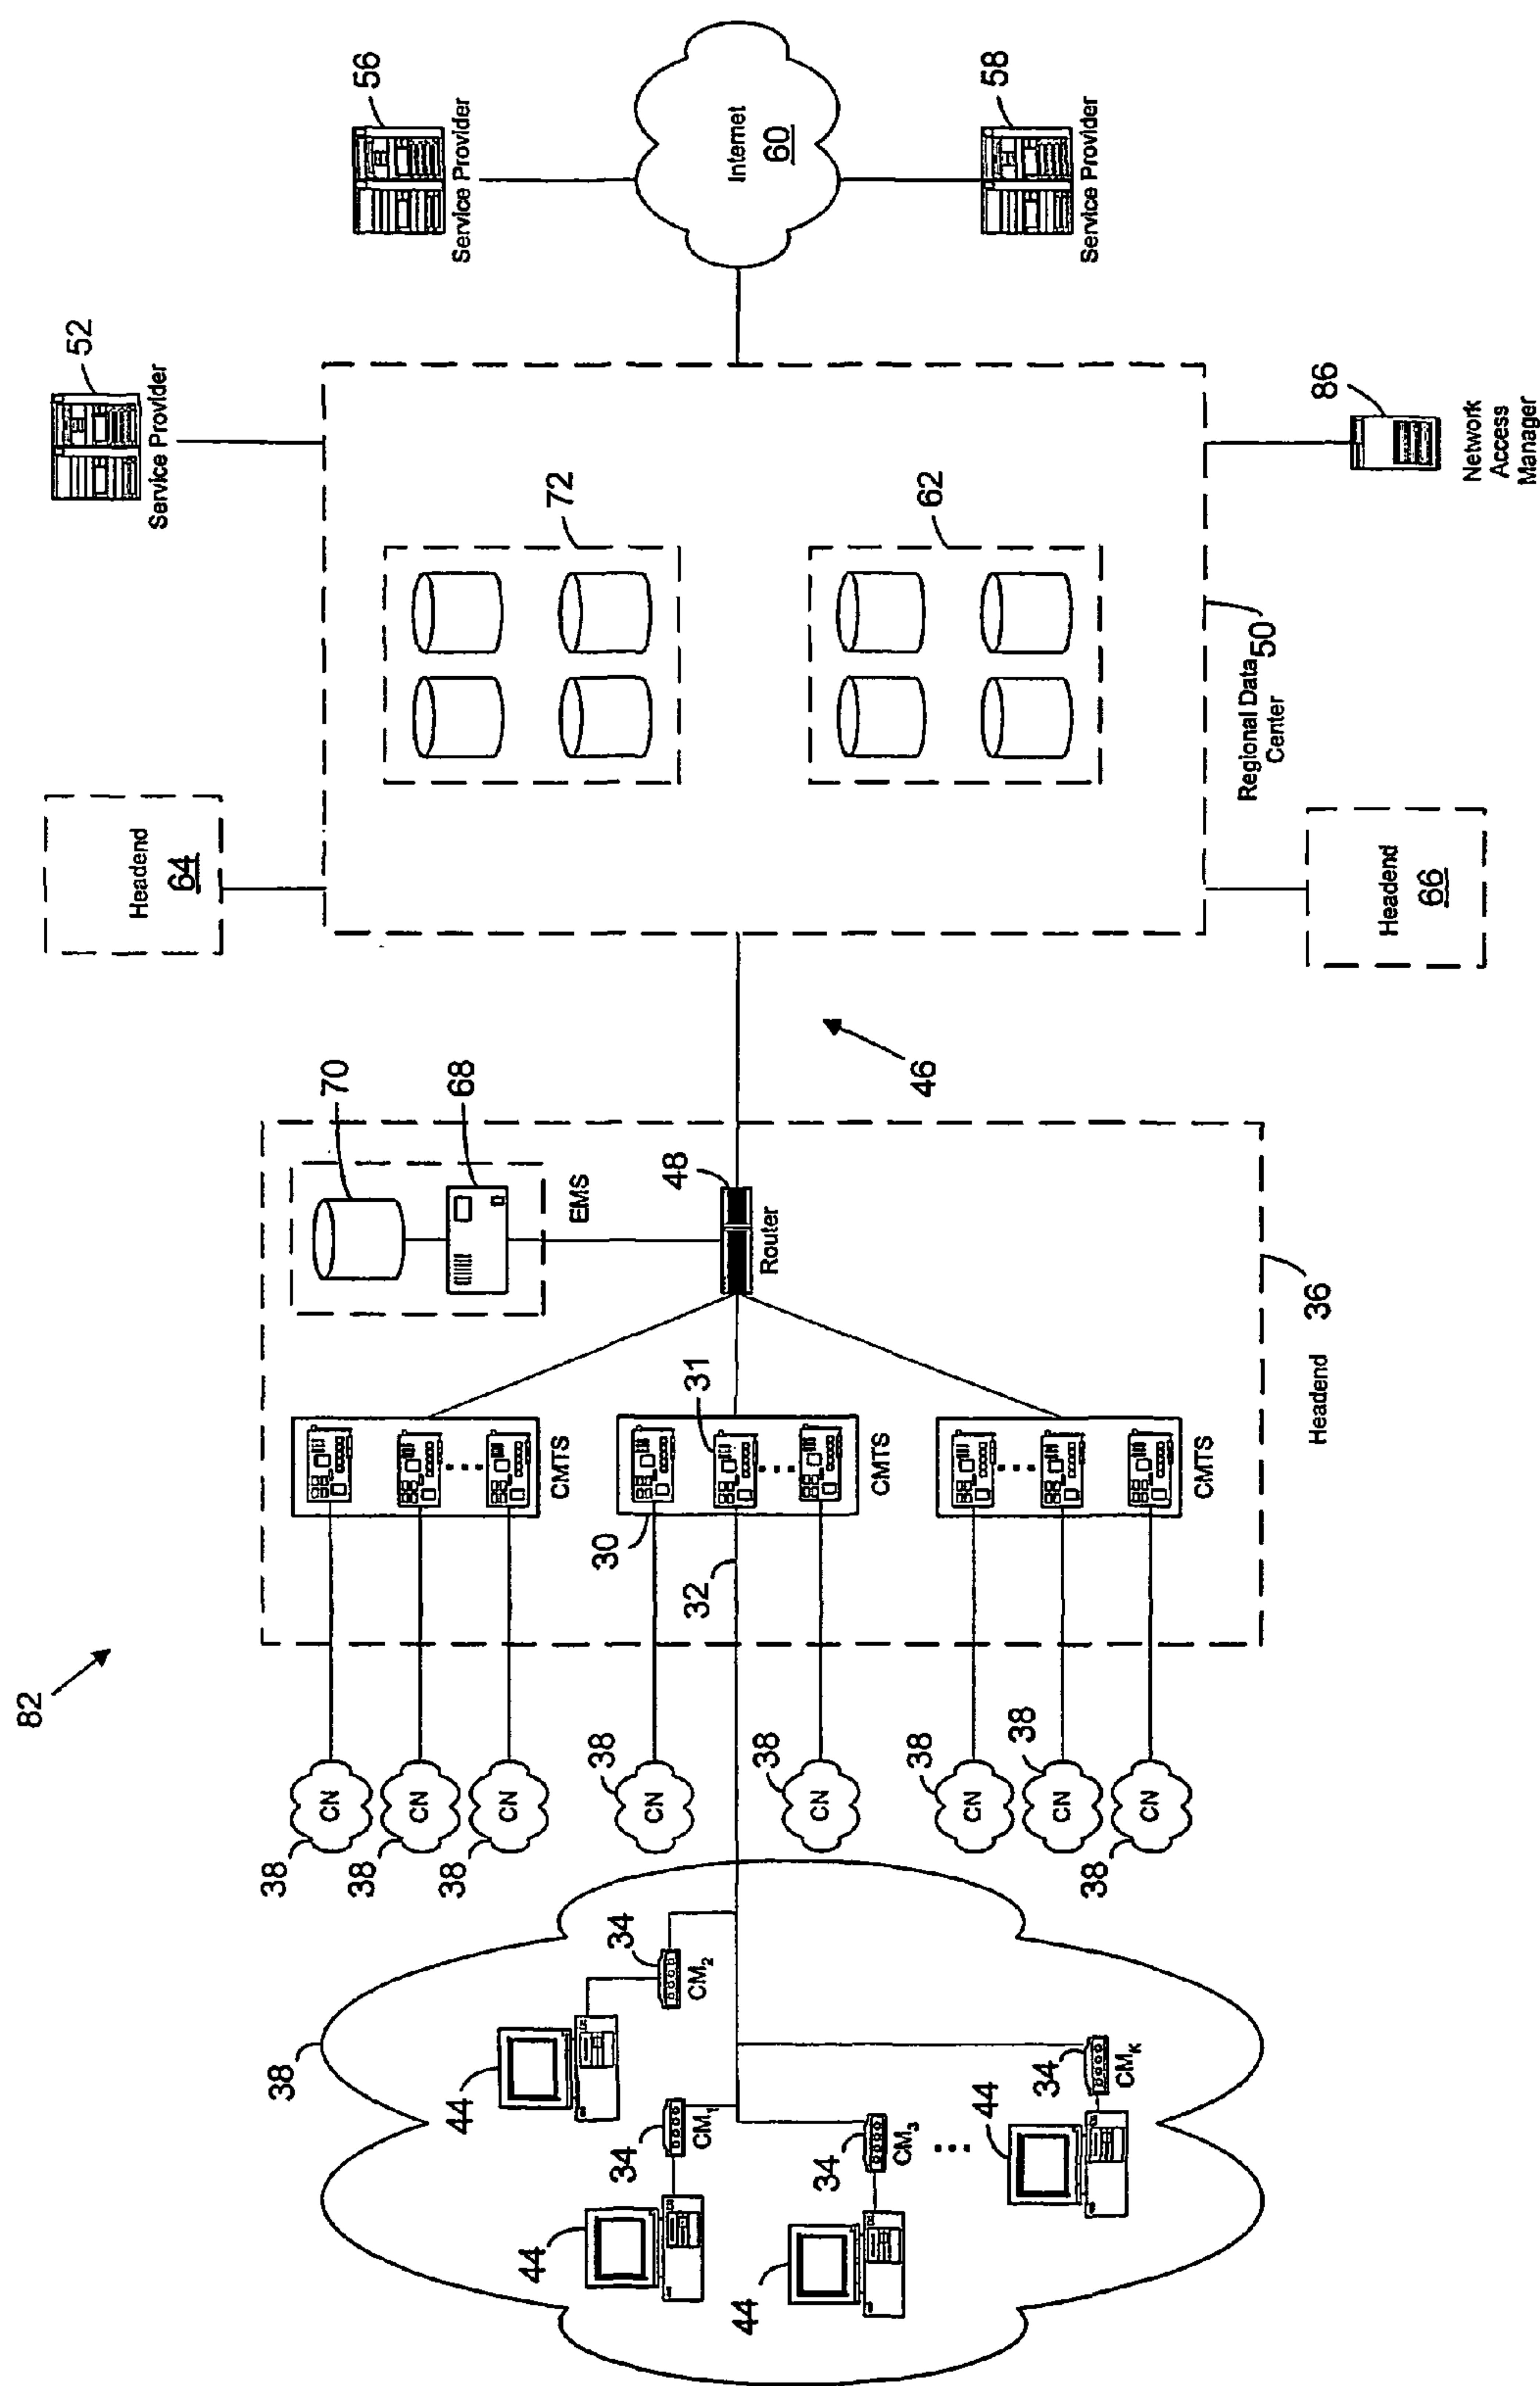 82
38
44
34
CM₂
44
34
CM₁
44
34
CM₃
44
34
CM_K
38
CN
38
CN
38
CN
38
CN
38
CN
38
CN
38
CN
38
CN
32
30
31
CMTS
CMTS
CMTS
70
68
EMS
48
Router
Headend
36
46
Headend
64
Headend
66
72
62
Regional Data
Center
50
52
Service Provider
86
Network
Access
Manager
56
Service Provider
Internet
60
58
Service Provider